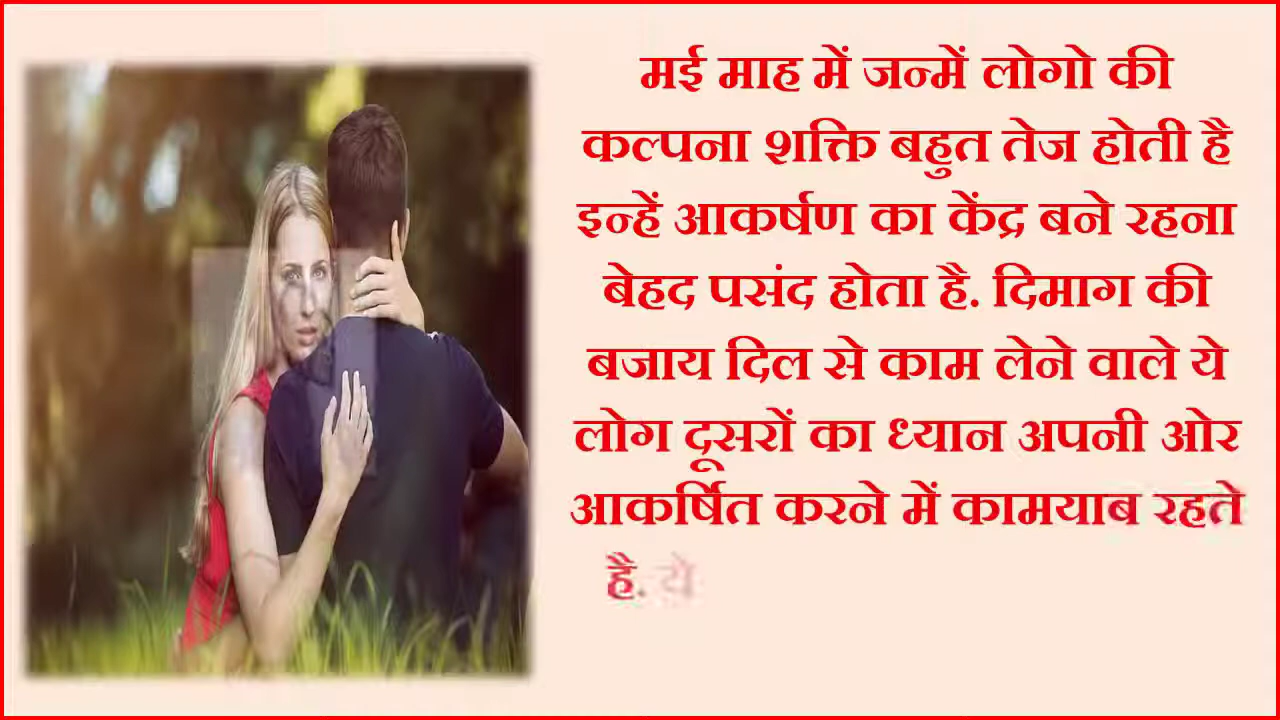 मई माह में जन्में लोगो की
कल्पना शक्ति बहुत तेज होती है
इन्हें आकर्षण का केंद्र बने रहना
बेहद पसंद होता है. दिमाग की
बजाय दिल से काम लेने वाले ये
लोग दूसरों का ध्यान अपनी ओर
आकर्षित करने में कामयाब रहते
है. ये